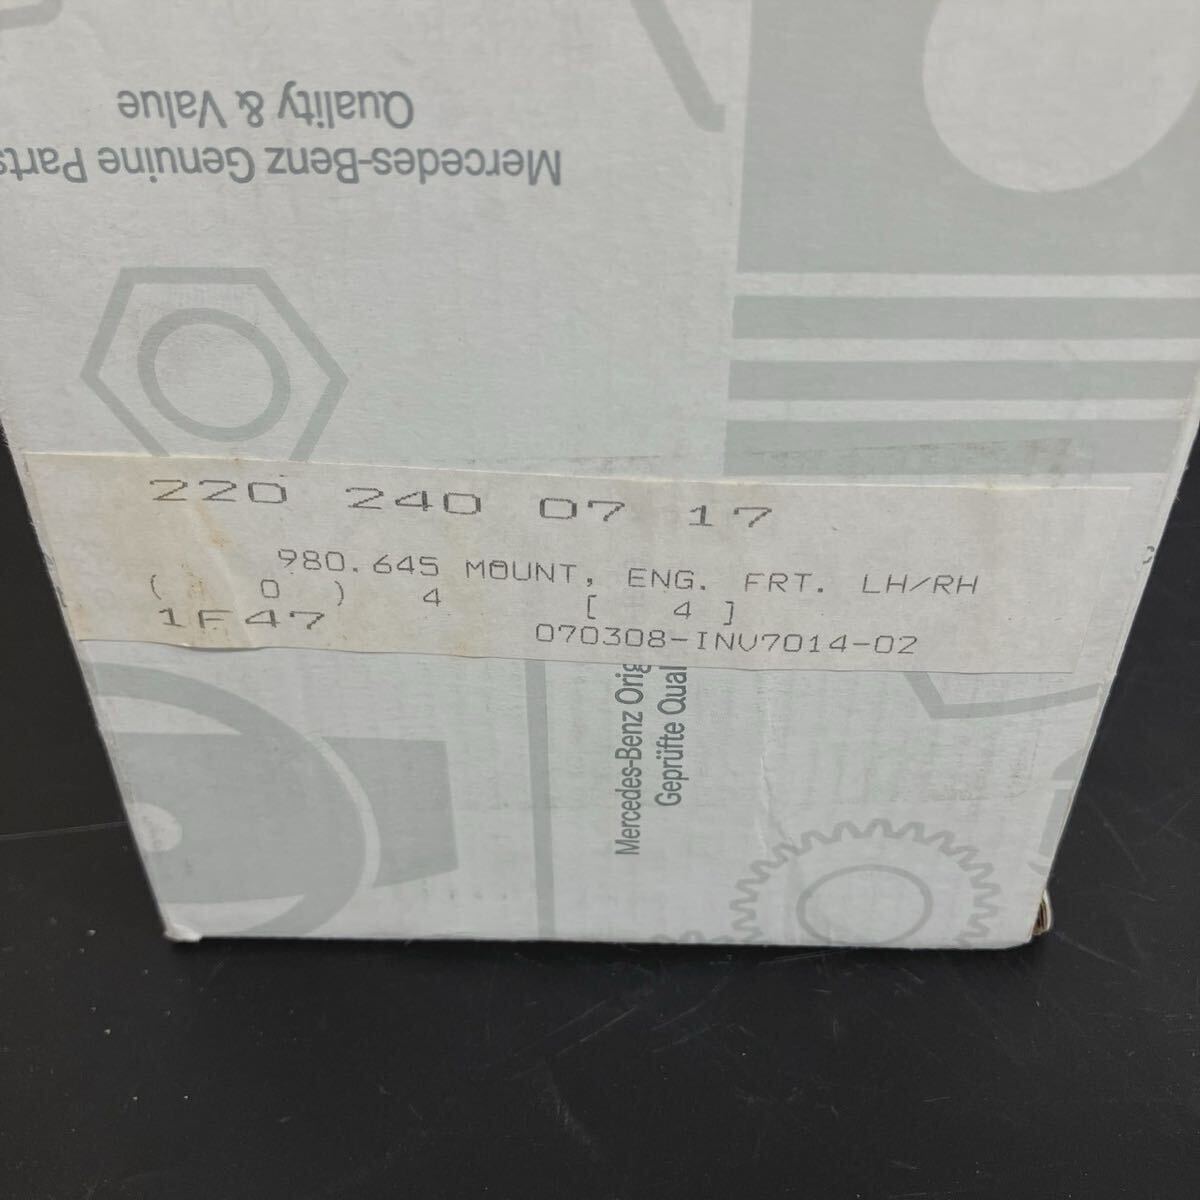 Mercedes-Benz Genuine Parts
Quality & Value
220 240 07 17
980.645 MOUNT, ENG. FRT. LH/RH
( 0 ) 4 [ 4 ]
1F47 070308-INV7014-02
Mercedes-Benz Orig
Geprüfte Qual